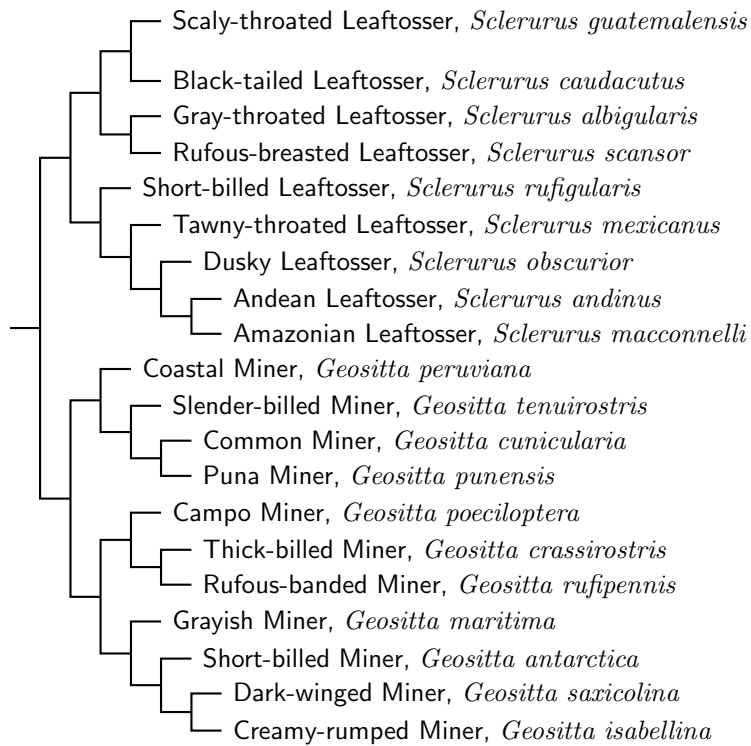 Scaly-throated Leaftosser, Sclerurus guatemalensis
Black-tailed Leaftosser, Sclerurus caudacutus
Gray-throated Leaftosser, Sclerurus albigularis
Rufous-breasted Leaftosser, Sclerurus scansor
Short-billed Leaftosser, Sclerurus rufigularis
Tawny-throated Leaftosser, Sclerurus mexicanus
Dusky Leaftosser, Sclerurus obscurior
Andean Leaftosser, Sclerurus andinus
Amazonian Leaftosser, Sclerurus macconnelli
Coastal Miner, Geositta peruviana
Slender-billed Miner, Geositta tenuirostris
Common Miner, Geositta cunicularia
Puna Miner, Geositta punensis
Campo Miner, Geositta poeciloptera
Thick-billed Miner, Geositta crassirostris
Rufous-banded Miner, Geositta rufipennis
Grayish Miner, Geositta maritima
Short-billed Miner, Geositta antarctica
Dark-winged Miner, Geositta saxicolina
Creamy-rumped Miner, Geositta isabellina